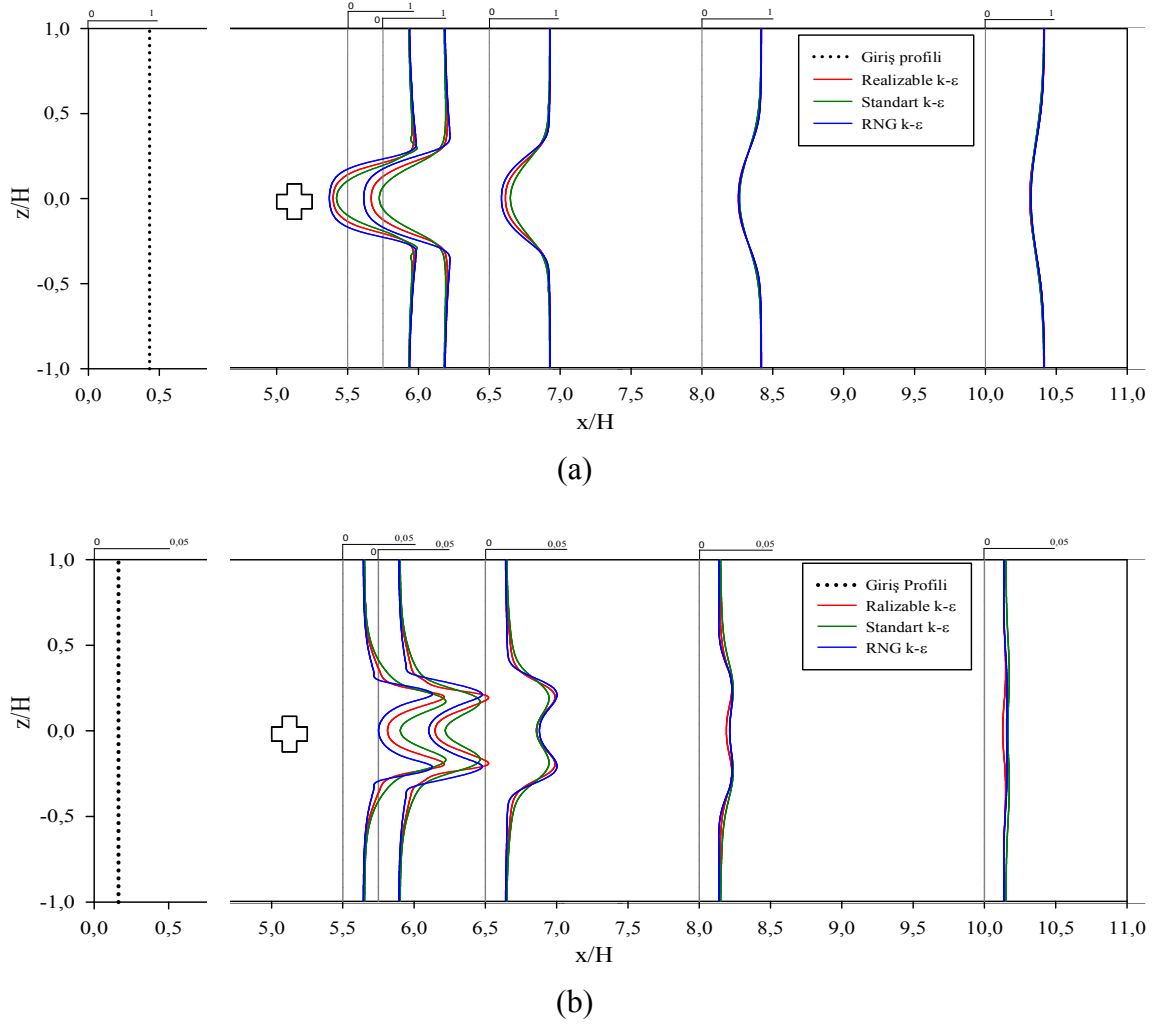 0 1 0 1 0 1 0 1 0 1 0 1
1,0
0,5
0,0
-0,5
-1,0
z/H
Giriş profili
Realizable k-ε
Standart k-ε
RNG k-ε
0,0 0,5 5,0 5,5 6,0 6,5 7,0 7,5 8,0 8,5 9,0 9,5 10,0 10,5 11,0
x/H
(a)
0 0,05 0 0,05 0 0,05 0 0,05 0 0,05 0 0,05
1,0
0,5
0,0
-0,5
-1,0
z/H
Giriş Profili
Ralizable k-ε
Standart k-ε
RNG k-ε
0,0 0,5 5,0 5,5 6,0 6,5 7,0 7,5 8,0 8,5 9,0 9,5 10,0 10,5 11,0
x/H
(b)